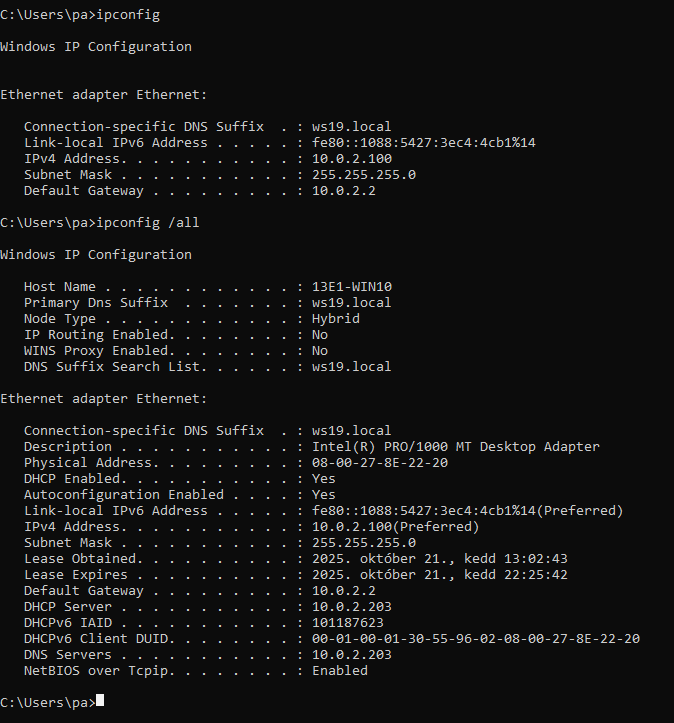 C:\Users\pa>ipconfig
Windows IP Configuration
Ethernet adapter Ethernet:
Connection-specific DNS Suffix . : ws19.local
Link-local IPv6 Address . . . . . : fe80::1088:5427:3ec4:4cb1%14
IPv4 Address. . . . . . . . . . . : 10.0.2.100
Subnet Mask . . . . . . . . . . . : 255.255.255.0
Default Gateway . . . . . . . . . : 10.0.2.2
C:\Users\pa>ipconfig /all
Windows IP Configuration
Host Name . . . . . . . . . . . . : 13E1-WIN10
Primary Dns Suffix . . . . . . . : ws19.local
Node Type . . . . . . . . . . . . : Hybrid
IP Routing Enabled. . . . . . . . : No
WINS Proxy Enabled. . . . . . . . : No
DNS Suffix Search List. . . . . . : ws19.local
Ethernet adapter Ethernet:
Connection-specific DNS Suffix . : ws19.local
Description . . . . . . . . . . . : Intel(R) PRO/1000 MT Desktop Adapter
Physical Address. . . . . . . . . : 08-00-27-8E-22-20
DHCP Enabled. . . . . . . . . . . : Yes
Autoconfiguration Enabled . . . . : Yes
Link-local IPv6 Address . . . . . : fe80::1088:5427:3ec4:4cb1%14(Preferred)
IPv4 Address. . . . . . . . . . . : 10.0.2.100(Preferred)
Subnet Mask . . . . . . . . . . . : 255.255.255.0
Lease Obtained. . . . . . . . . . : 2025. október 21., kedd 13:02:43
Lease Expires . . . . . . . . . . : 2025. október 21., kedd 22:25:42
Default Gateway . . . . . . . . . : 10.0.2.2
DHCP Server . . . . . . . . . . . : 10.0.2.203
DHCPv6 IAID . . . . . . . . . . . : 101187623
DHCPv6 Client DUID. . . . . . . . : 00-01-00-01-30-55-96-02-08-00-27-8E-22-20
DNS Servers . . . . . . . . . . . : 10.0.2.203
NetBIOS over Tcpip. . . . . . . . : Enabled
C:\Users\pa>